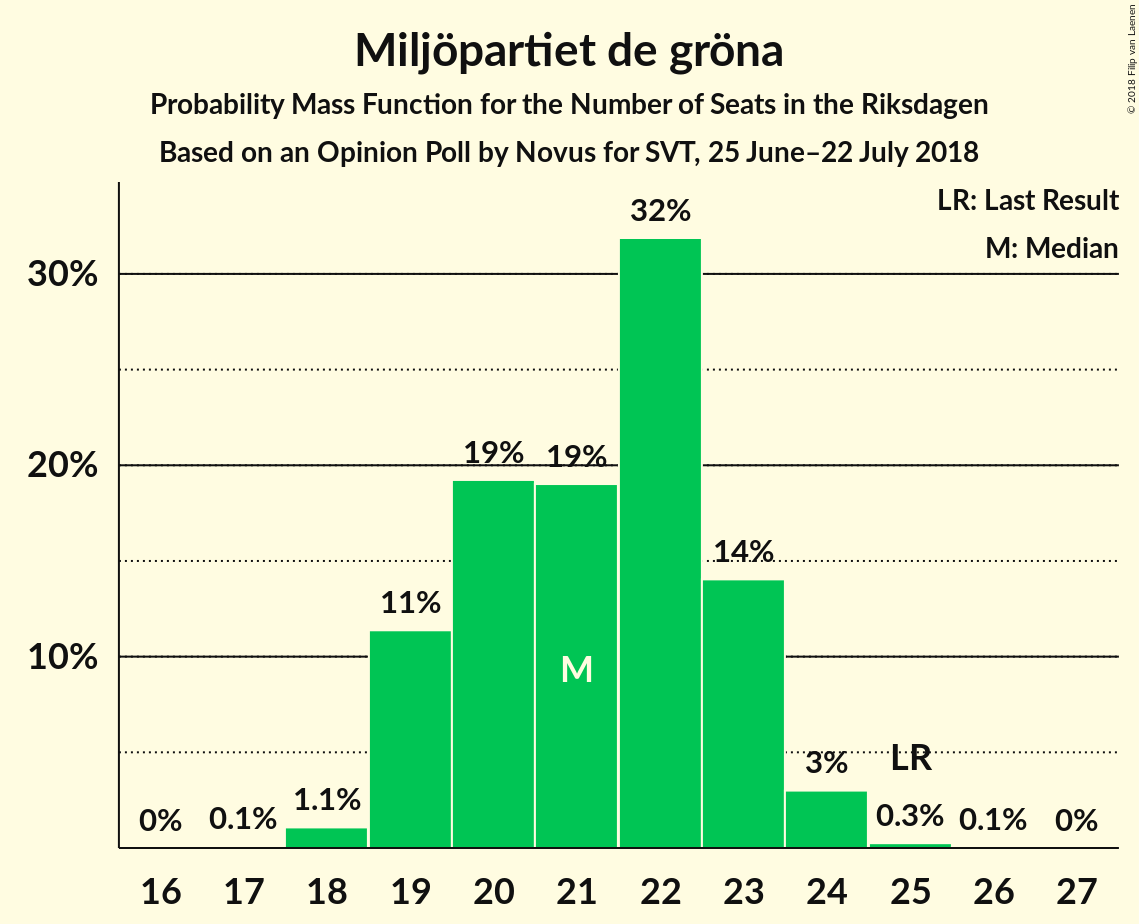 Miljöpartiet de gröna
Probability Mass Function for the Number of Seats in the Riksdagen
Based on an Opinion Poll by Novus for SVT, 25 June–22 July 2018
© 2018 Filip van Laenen
LR: Last Result
M: Median
30%
20%
10%
0%
0.1%
1.1%
11%
19%
19%
32%
14%
3%
0.3%
0.1%
0%
M
LR
16 17 18 19 20 21 22 23 24 25 26 27